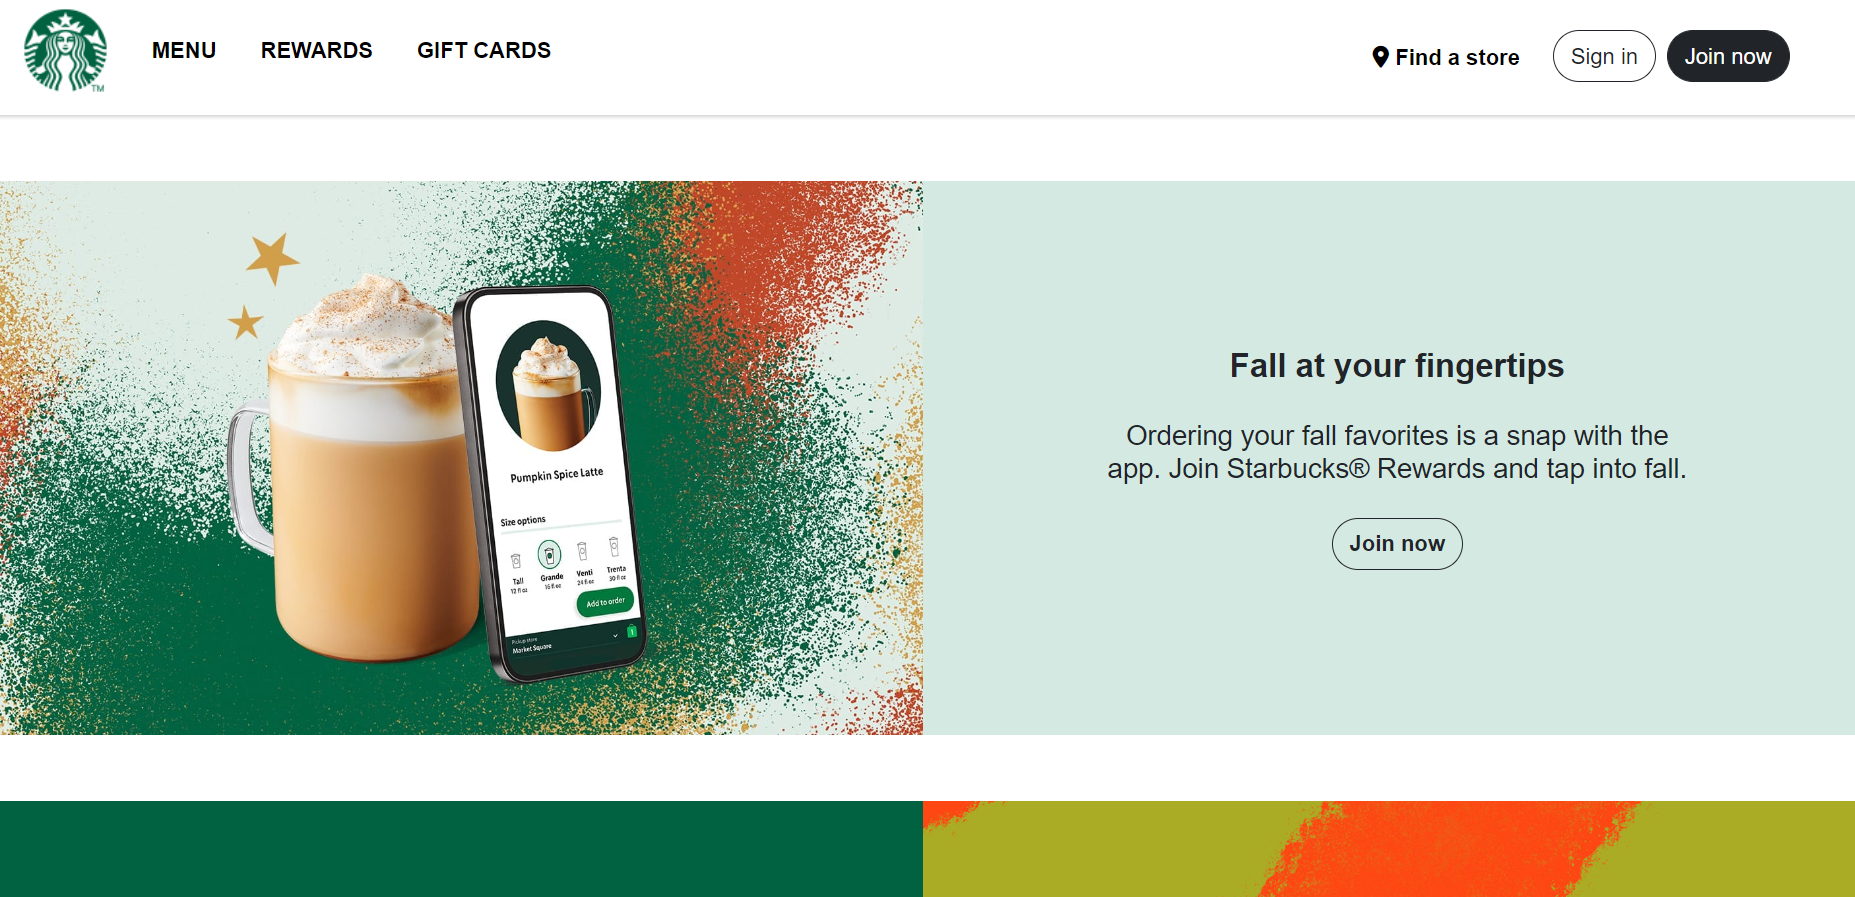 TM
MENU
REWARDS
GIFT CARDS
Find a store
Sign in
Join now
Pumpkin Spice Latte
Size options
Tall
12 fl oz
Grande
16 fl oz
Venti
24 fl oz
Trenta
30 fl oz
Add to order
Pickup store
Market Square
1
Fall at your fingertips
Ordering your fall favorites is a snap with the
app. Join Starbucks® Rewards and tap into fall.
Join now